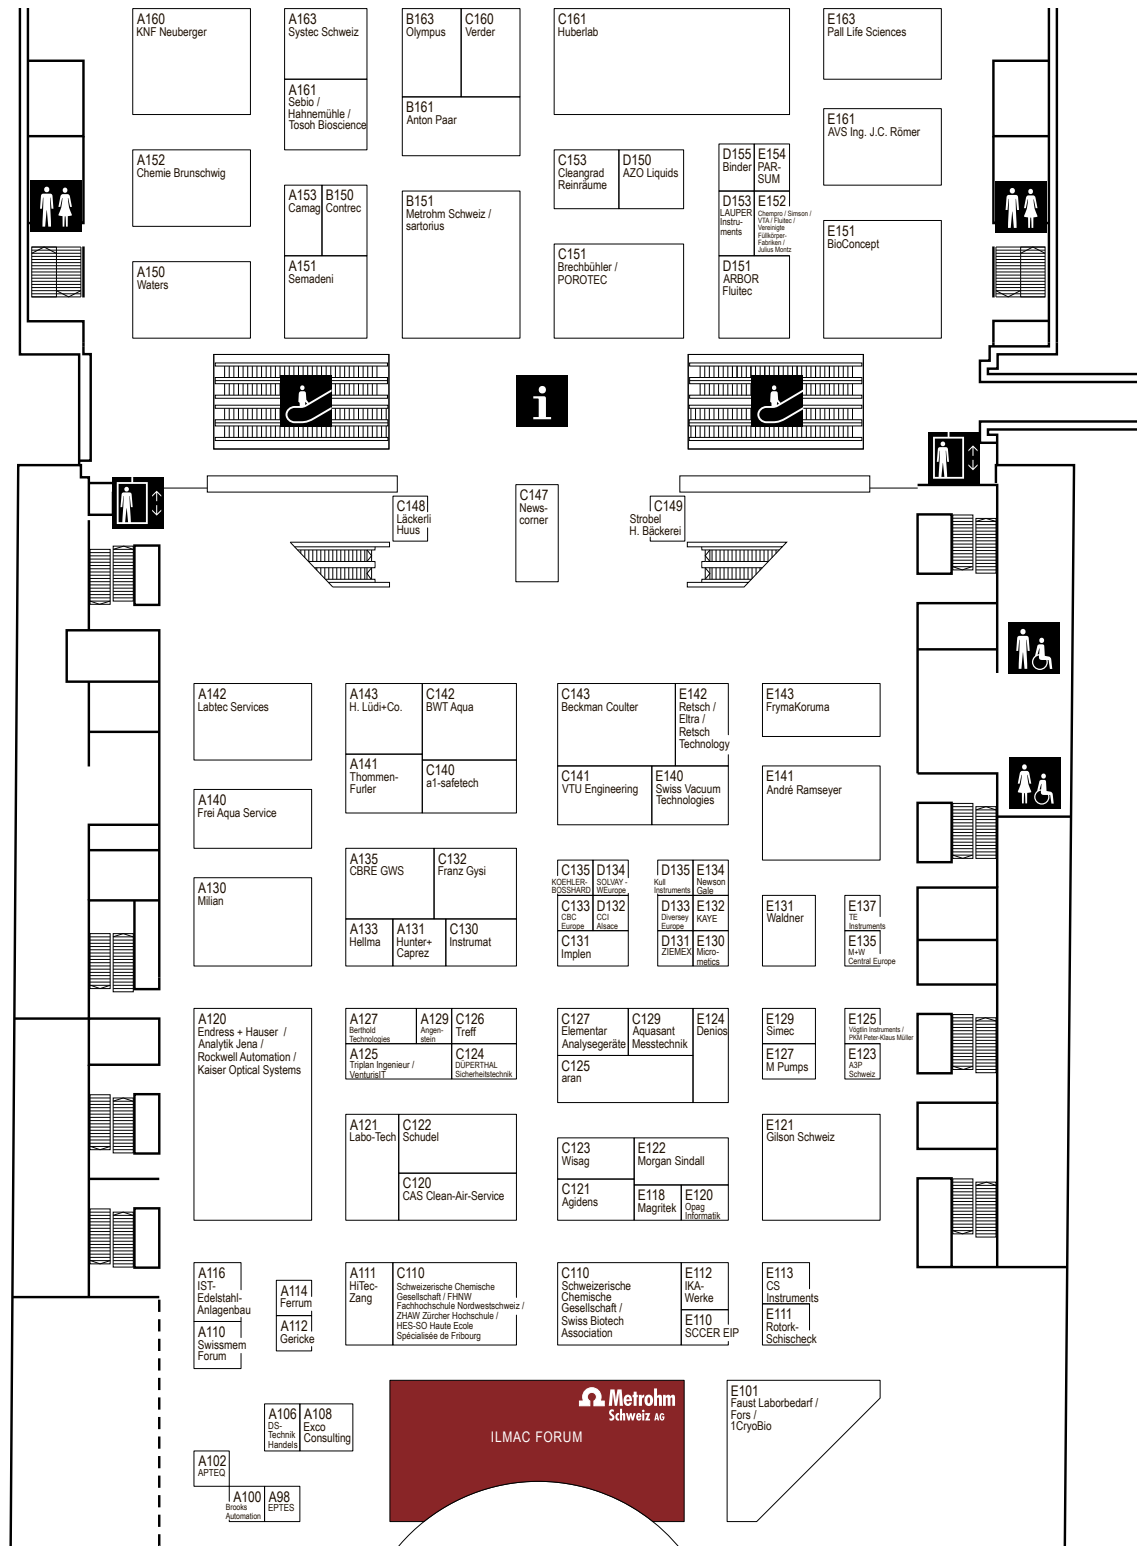 A160
KNF Neuberger
A163
Systec Schweiz
B163
Olympus
C160
Verder
C161
Huberlab
E163
Pall Life Sciences
A161
Sebio /
Hahnemühle /
Tosoh Bioscience
B161
Anton Paar
E161
AVS Ing. J.C. Römer
A152
Chemie Brunschwig
C153
Cleangrad
Reinräume
D150
AZO Liquids
D155
Binder
E154
PAR-
SUM
A153
Camag
B150
Contrec
B151
Metrohm Schweiz /
sartorius
D153
LAUPER
Instru-
ments
E152
Chempro / Simson /
VTA / Fluitec /
Vereinigte
Füllkörper-
Fabriken /
Julius Montz
E151
BioConcept
A150
Waters
A151
Semadeni
C151
Brechbühler /
POROTEC
D151
ARBOR
Fluitec
i
C148
Läckerli
Huus
C147
News-
corner
C149
Strobel
H. Bäckerei
A142
Labtec Services
A143
H. Lüdi+Co.
C142
BWT Aqua
C143
Beckman Coulter
E142
Retsch /
Eltra /
Retsch
Technology
E143
FrymaKoruma
A141
Thommen-
Furler
C140
a1-safetech
C141
VTU Engineering
E140
Swiss Vacuum
Technologies
E141
André Ramseyer
A140
Frei Aqua Service
A135
CBRE GWS
C132
Franz Gysi
C135
KOEHLER-
BOSSHARD
D134
SOLVAY -
WEurope
D135
Kull
Instruments
E134
Newson
Gale
A130
Milian
C133
CBC
Europe
D132
CCI
Alsace
D133
Diversey
Europe
E132
KAYE
E131
Waldner
E137
TE
Instruments
A133
Hellma
A131
Hunter+
Caprez
C130
Instrumat
C131
Implen
D131
ZIEMEX
E130
Micro-
metics
E135
M+W
Central Europe
A120
Endress + Hauser /
Analytik Jena /
Rockwell Automation /
Kaiser Optical Systems
A127
Berthold
Technologies
A129
Angen-
stein
C126
Treff
C127
Elementar
Analysegeräte
C129
Aquasant
Messtechnik
E124
Denios
E129
Simec
E125
Vögtlin Instruments /
PKM Peter-Klaus Müller
A125
Triplan Ingenieur /
VenturisIT
C124
DÜPERTHAL
Sicherheitstechnik
C125
aran
E127
M Pumps
E123
A3P
Schweiz
A121
Labo-Tech
C122
Schudel
E121
Gilson Schweiz
C123
Wisag
E122
Morgan Sindall
C120
CAS Clean-Air-Service
C121
Agidens
E118
Magritek
E120
Opag
Informatik
A116
IST-
Edelstahl-
Anlagenbau
A114
Ferrum
A111
HiTec-
Zang
C110
Schweizerische Chemische
Gesellschaft / FHNW
Fachhochschule Nordwestschweiz /
ZHAW Zürcher Hochschule /
HES-SO Haute Ecole
Spécialisée de Fribourg
C110
Schweizerische
Chemische
Gesellschaft /
Swiss Biotech
Association
E112
IKA-
Werke
E113
CS
Instruments
A110
Swissmem
Forum
A112
Gericke
E110
SCCER EIP
E111
Rotork-
Schischeck
Metrohm
Schweiz AG
ILMAC FORUM
E101
Faust Laborbedarf /
Fors /
1CryoBio
A106
DS-
Technik
Handels
A108
Exco
Consulting
A102
APTEQ
A100
Brooks
Automation
A98
EPTES